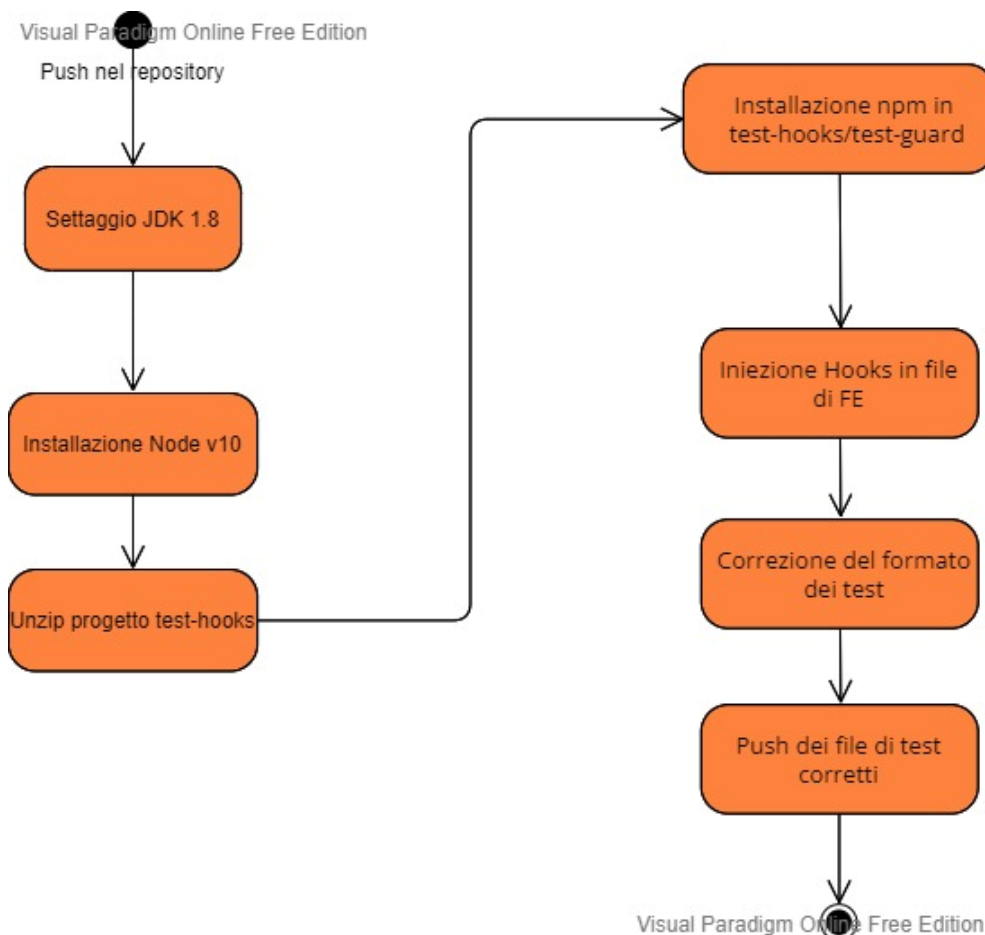 Visual Paradigm Online Free Edition
Push nel repository
Settaggio JDK 1.8
Installazione Node v10
Unzip progetto test-hooks
Installazione npm in
test-hooks/test-guard
Iniezione Hooks in file
di FE
Correzione del formato
dei test
Push dei file di test
corretti
Visual Paradigm Online Free Edition